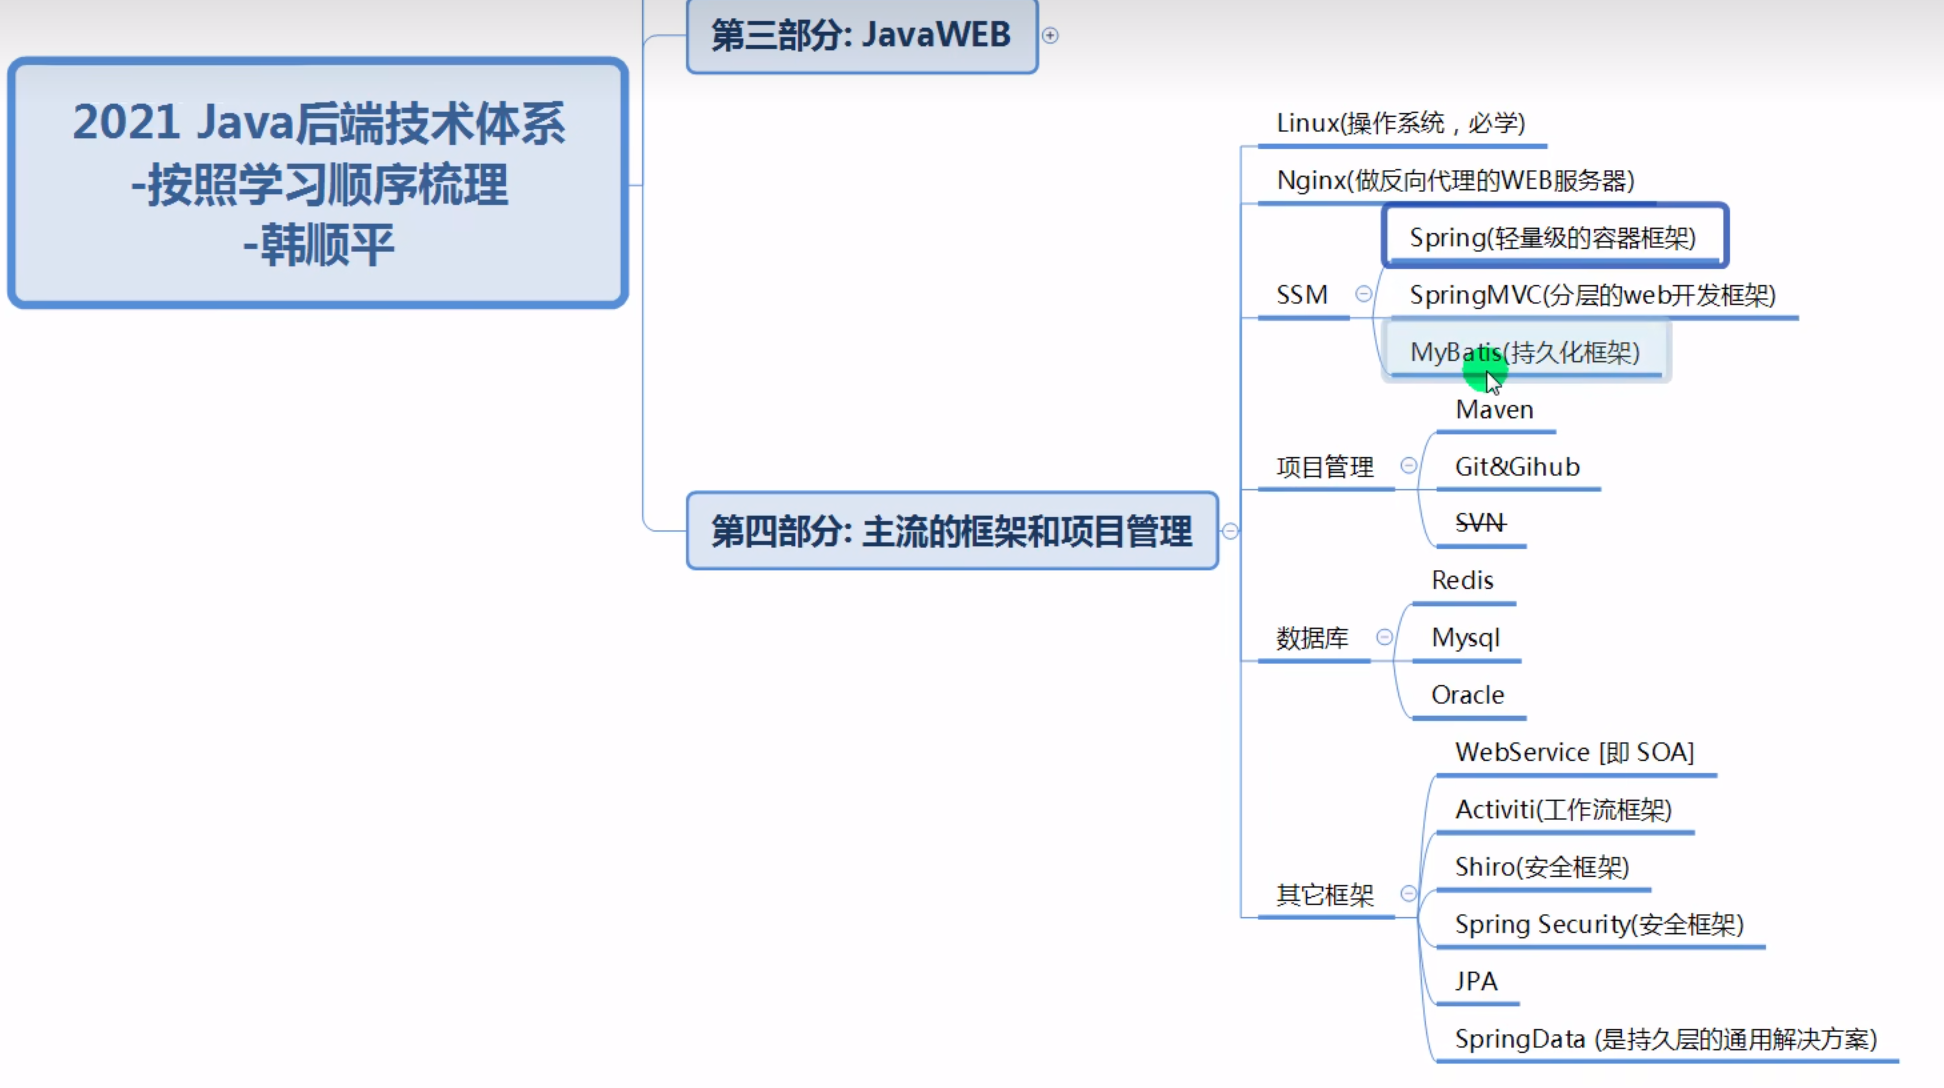 第三部分: JavaWEB
2021 Java后端技术体系
-按照学习顺序梳理
-韩顺平
第四部分: 主流的框架和项目管理
Linux(操作系统，必学)
Nginx(做反向代理的WEB服务器)
SSM
Spring(轻量级的容器框架)
SpringMVC(分层的web开发框架)
MyBatis(持久化框架)
项目管理
Maven
Git&Gihub
SVN
数据库
Redis
Mysql
Oracle
其它框架
WebService [即 SOA]
Activiti(工作流框架)
Shiro(安全框架)
Spring Security(安全框架)
JPA
SpringData (是持久层的通用解决方案)